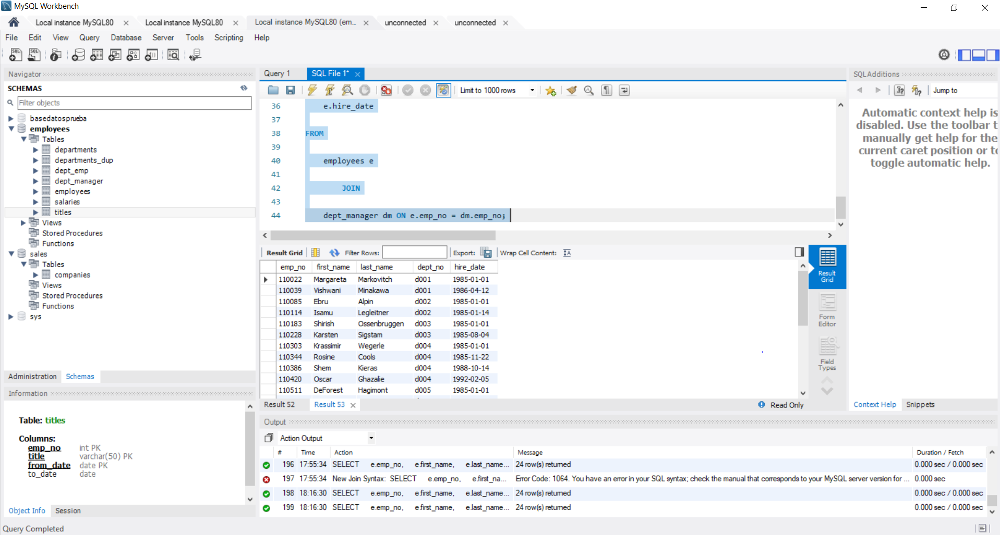 MySQL Workbench
Local instance MySQL80 Local instance MySQL80 Local instance MySQL80 (em... unconnected unconnected
File Edit View Query Database Server Tools Scripting Help
Navigator
SCHEMAS
Filter objects
basedatosprueba
employees
Tables
departments
departments_dup
dept_emp
dept_manager
employees
salaries
titles
Views
Stored Procedures
Functions
sales
Tables
companies
Views
Stored Procedures
Functions
sys
Administration Schemas
Information
Table: titles
Columns:
emp_no int PK
title varchar(50) PK
from_date date PK
to_date date
Object Info Session
Query 1 SQL File 1*
Limit to 1000 rows
36 e.hire_date
37
38 FROM
39
40 employees e
41
42 JOIN
43
44 dept_manager dm ON e.emp_no = dm.emp_no;
Result Grid Filter Rows: Export: Wrap Cell Content:
emp_no first_name last_name dept_no hire_date
110022 Margareta Markovitch d001 1985-01-01
110039 Vishwani Minakawa d001 1986-04-12
110085 Ebru Alpin d002 1985-01-01
110114 Isamu Legleitner d002 1985-01-14
110183 Shirish Ossenbruggen d003 1985-01-01
110228 Karsten Sigstam d003 1985-08-04
110303 Krassimir Wegerle d004 1985-01-01
110344 Rosine Cools d004 1985-11-22
110386 Shem Kieras d004 1988-10-14
110420 Oscar Ghazalie d004 1992-02-05
110511 DeForest Hagimont d005 1985-01-01
Result
Grid
Form
Editor
Field
Types
Result 52 Result 53 Read Only
SQLAdditions
Jump to
Automatic context help is
disabled. Use the toolbar t
manually get help for the
current caret position or to
toggle automatic help.
Context Help Snippets
Output
Action Output
# Time Action Message Duration / Fetch
196 17:55:34 SELECT e.emp_no, e.first_name, e.last_name... 24 row(s) returned 0.000 sec / 0.000 sec
197 17:55:34 New Join Syntax: SELECT e.emp_no, e.first_na... Error Code: 1064. You have an error in your SQL syntax; check the manual that corresponds to your MySQL server version for ... 0.000 sec
198 18:16:30 SELECT e.emp_no, e.first_name, e.last_name... 24 row(s) returned 0.000 sec / 0.000 sec
199 18:16:30 SELECT e.emp_no, e.first_name, e.last_name... 24 row(s) returned 0.000 sec / 0.000 sec
Query Completed